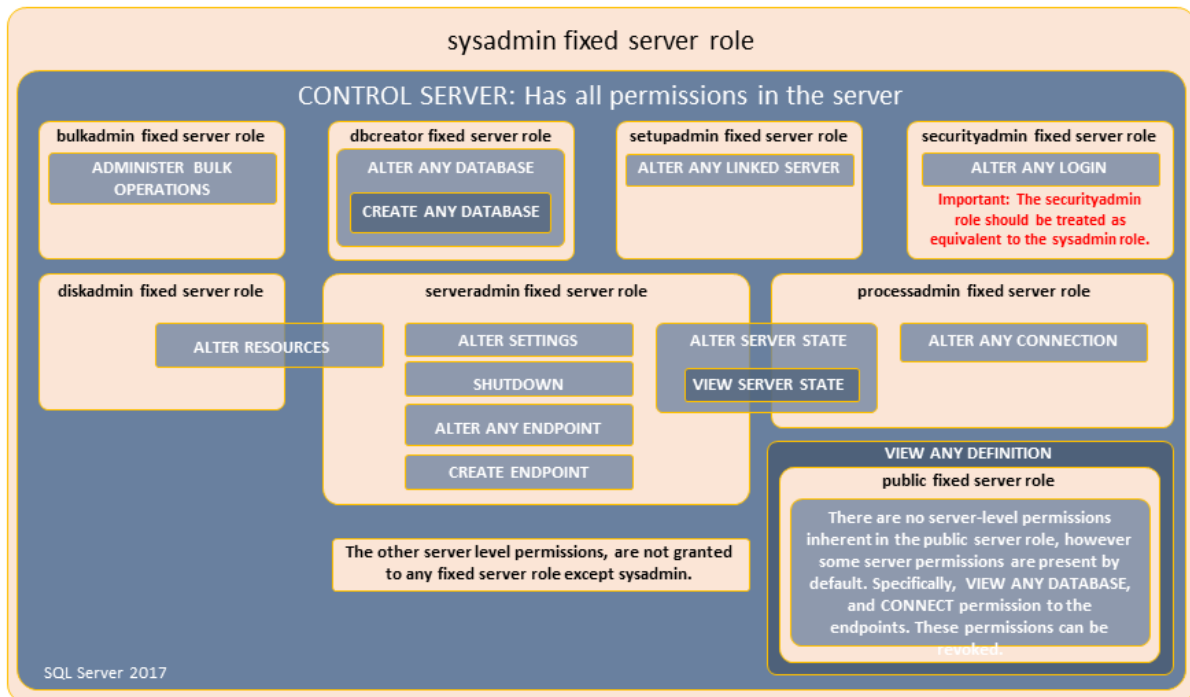 sysadmin fixed server role
CONTROL SERVER: Has all permissions in the server
bulkadmin fixed server role
ADMINISTER BULK
OPERATIONS
dbcreator fixed server role
ALTER ANY DATABASE
CREATE ANY DATABASE
setupadmin fixed server role
ALTER ANY LINKED SERVER
securityadmin fixed server role
ALTER ANY LOGIN
Important: The securityadmin
role should be treated as
equivalent to the sysadmin role.
diskadmin fixed server role
ALTER RESOURCES
serveradmin fixed server role
ALTER SETTINGS
SHUTDOWN
ALTER ANY ENDPOINT
CREATE ENDPOINT
ALTER SERVER STATE
VIEW SERVER STATE
processadmin fixed server role
ALTER ANY CONNECTION
The other server level permissions, are not granted
to any fixed server role except sysadmin.
VIEW ANY DEFINITION
public fixed server role
There are no server-level permissions
inherent in the public server role, however
some server permissions are present by
default. Specifically, VIEW ANY DATABASE,
and CONNECT permission to the
endpoints. These permissions can be
revoked.
SQL Server 2017